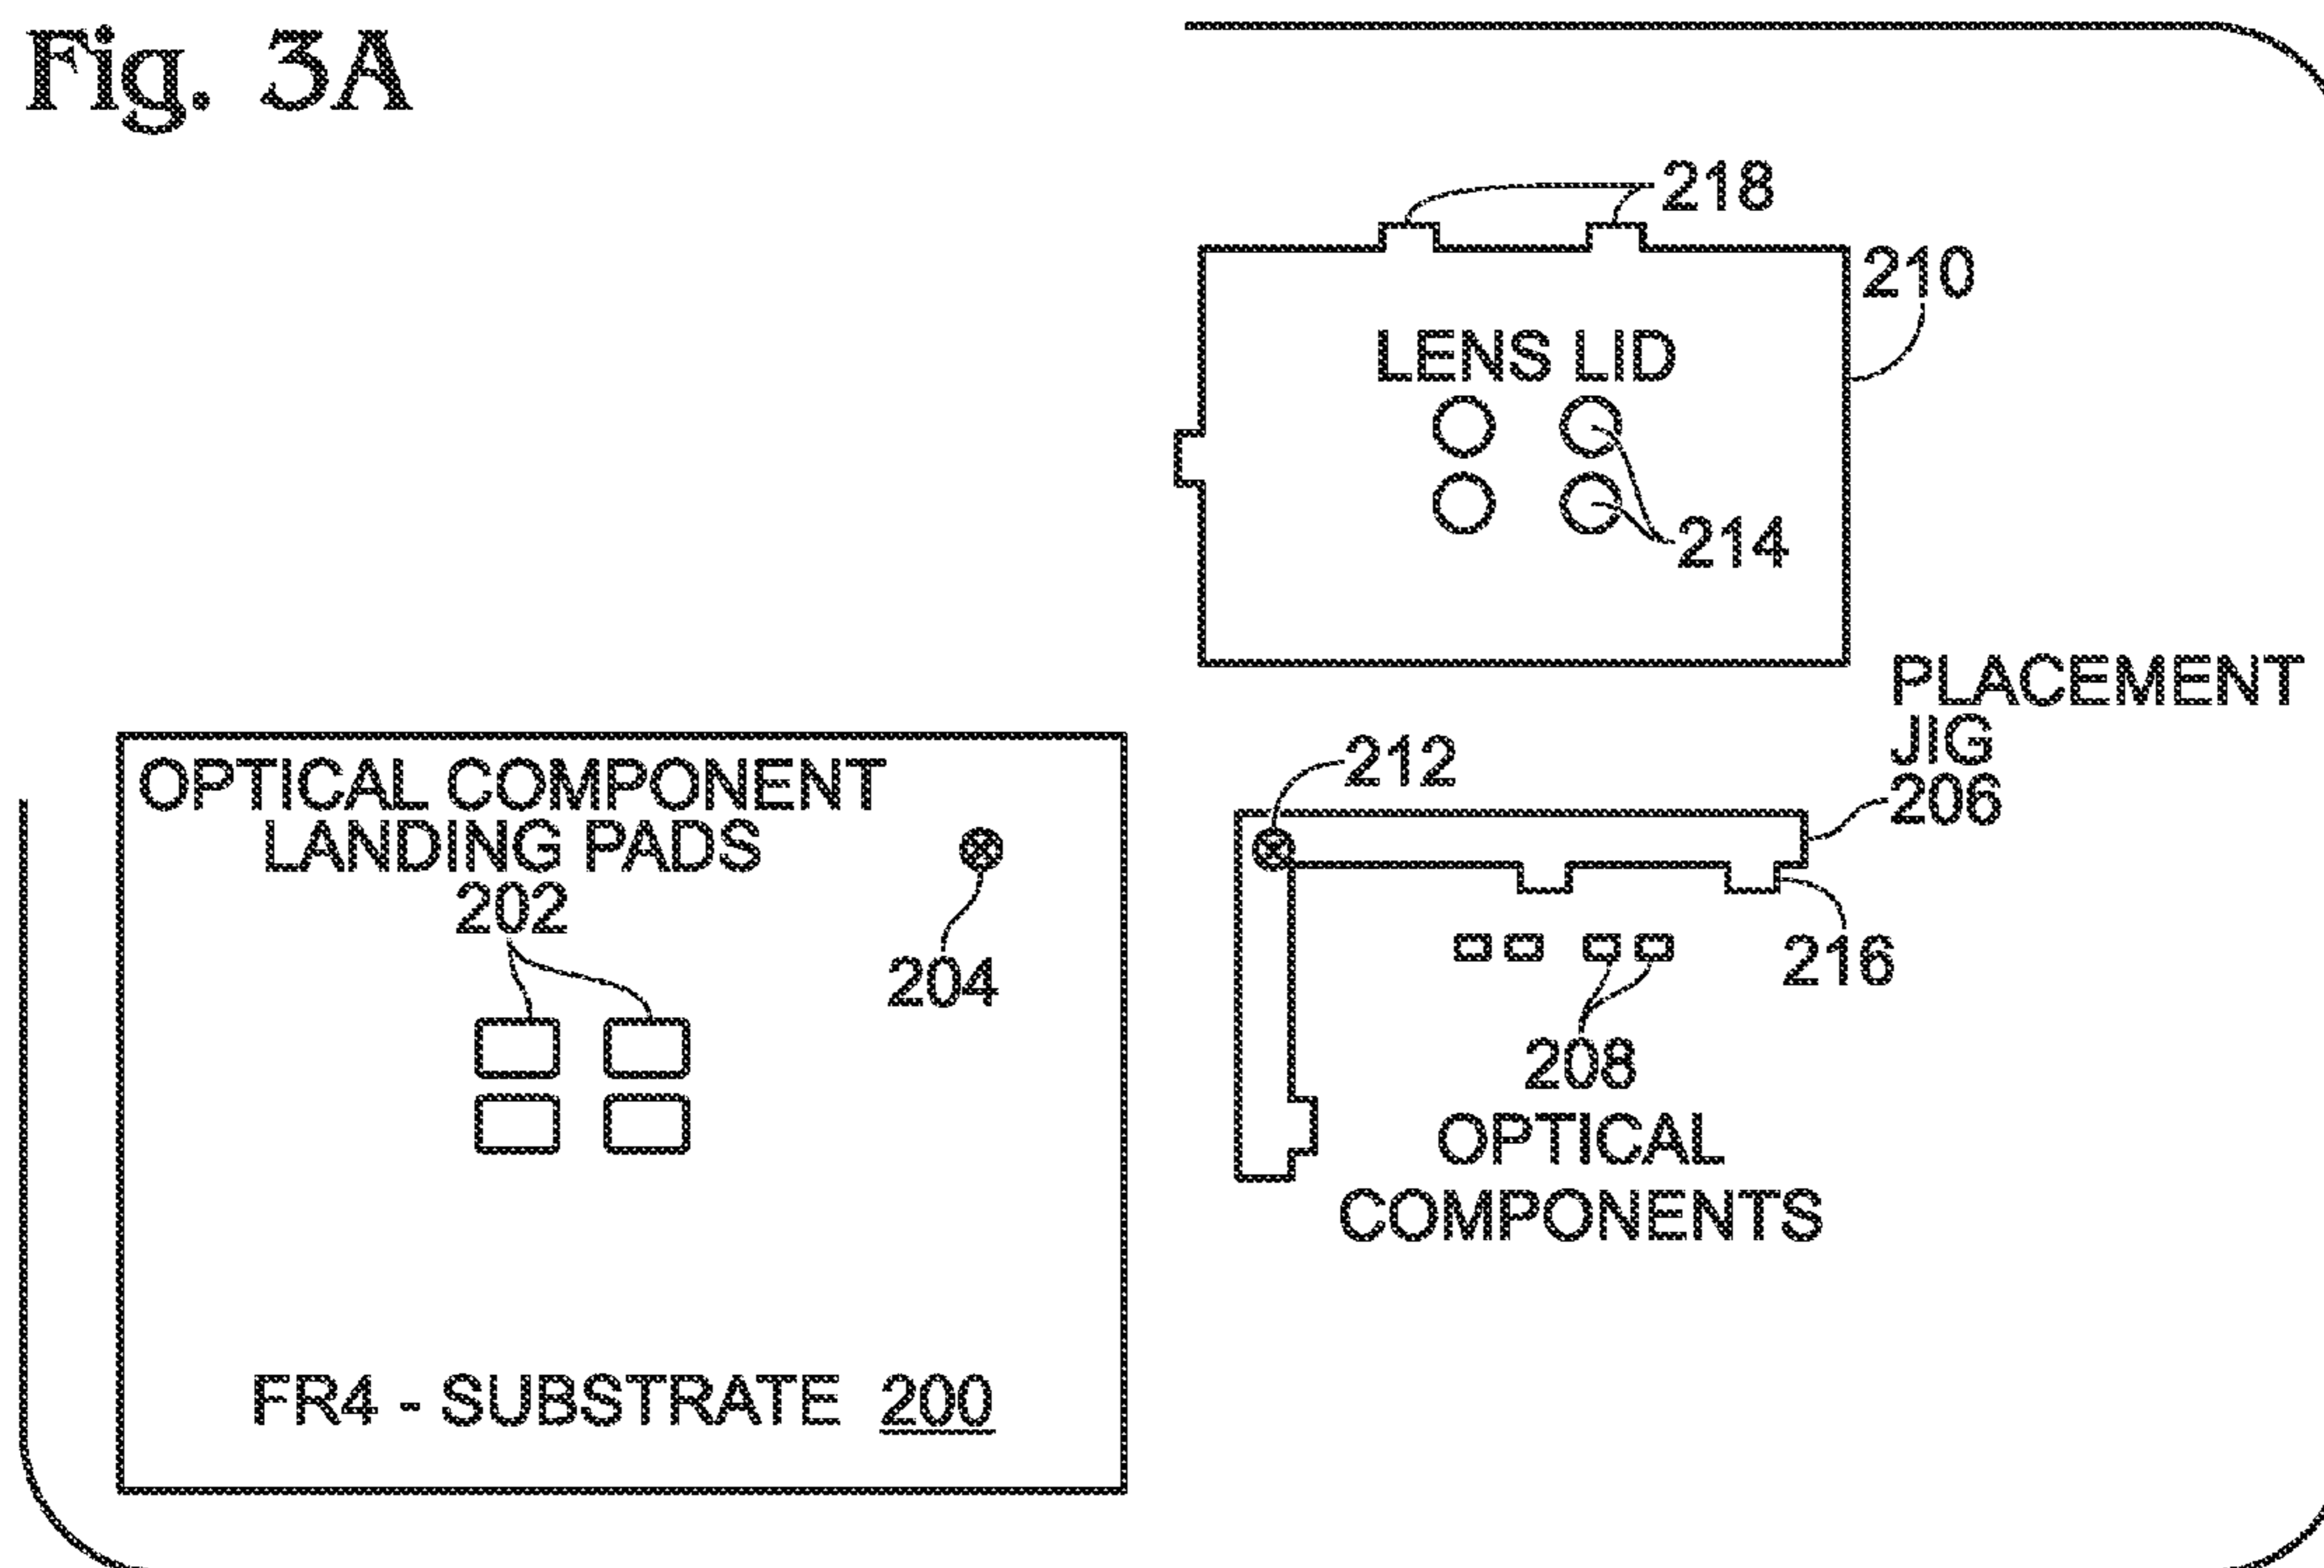 Fig. 3A
218
210
LENS LID
214
PLACEMENT
JIG
206
212
216
208
OPTICAL
COMPONENTS
OPTICAL COMPONENT
LANDING PADS
202
204
FR4 - SUBSTRATE 200